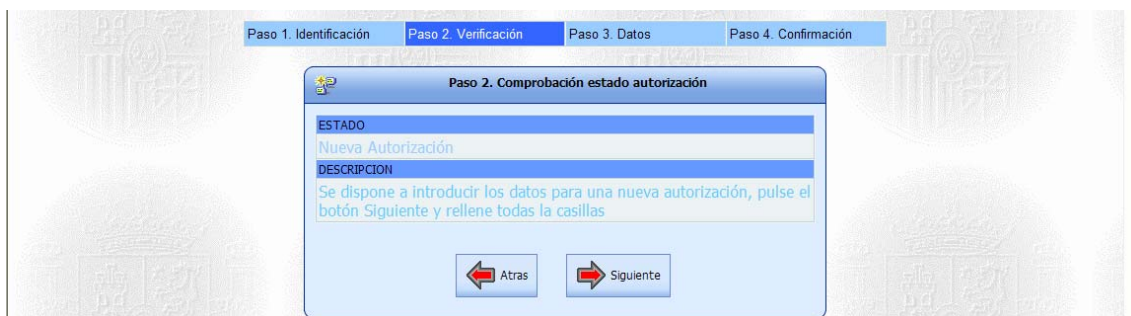 Paso 1. Identificación Paso 2. Verificación Paso 3. Datos Paso 4. Confirmación
Paso 2. Comprobación estado autorización
ESTADO
Nueva Autorización
DESCRIPCION
Se dispone a introducir los datos para una nueva autorización, pulse el
botón Siguiente y rellene todas la casillas
Atras Siguiente